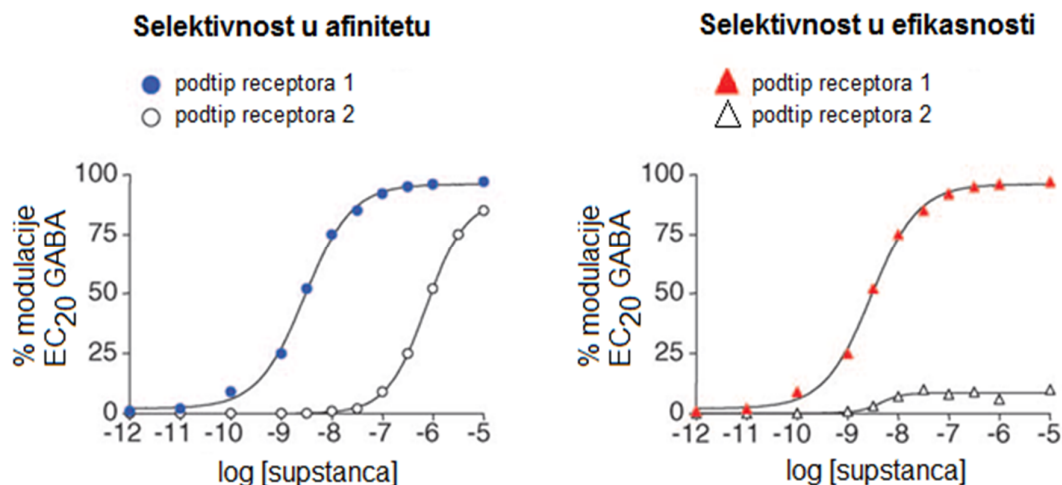 Selektivnost u afinitetu
podtip receptora 1
podtip receptora 2
% modulacije
EC20 GABA
100
75
50
25
0
-12 -11 -10 -9 -8 -7 -6 -5
log [supstanca]
Selektivnost u efikasnosti
podtip receptora 1
podtip receptora 2
% modulacije
EC20 GABA
100
75
50
25
0
-12 -11 -10 -9 -8 -7 -6 -5
log [supstanca]